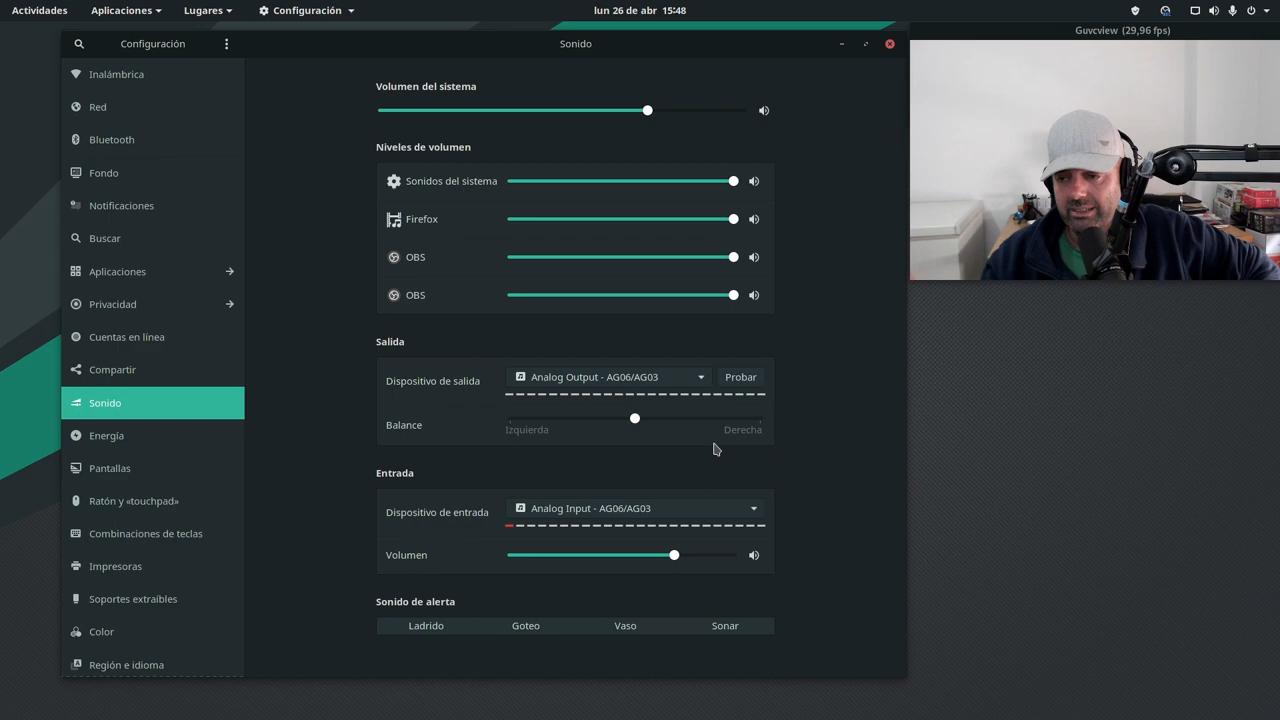 Actividades Aplicaciones Lugares Configuración lun 26 de abr 15:48
Guvcview (29,96 fps)
Configuración
Sonido
Inalámbrica
Red
Bluetooth
Fondo
Notificaciones
Buscar
Aplicaciones
Privacidad
Cuentas en línea
Compartir
Sonido
Energía
Pantallas
Ratón y «touchpad»
Combinaciones de teclas
Impresoras
Soportes extraíbles
Color
Región e idioma
Volumen del sistema
Niveles de volumen
Sonidos del sistema
Firefox
OBS
OBS
Salida
Dispositivo de salida Analog Output - AG06/AG03 Probar
Balance
Izquierda Derecha
Entrada
Dispositivo de entrada Analog Input - AG06/AG03
Volumen
Sonido de alerta
Ladrido Goteo Vaso Sonar